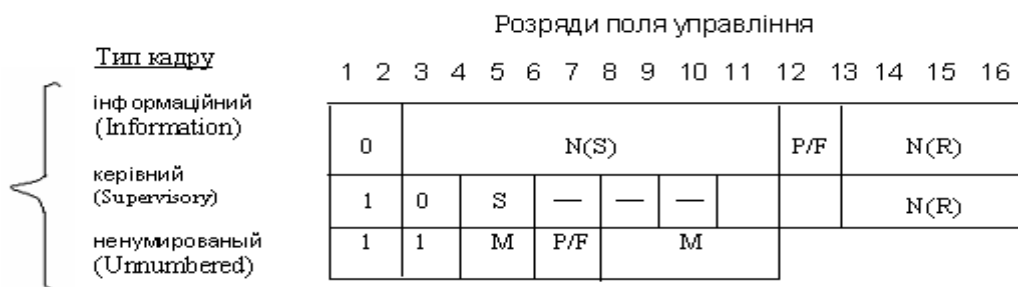 Розряди поля управління
Тип кадру
1 2 3 4 5 6 7 8 9 10 11 12 13 14 15 16
інформаційний
(Information)
0 N(S) P/F N(R)
керівний
(Supervisory)
1 0 S — — — N(R)
ненумированый
(Unnumbered)
1 1 M P/F M